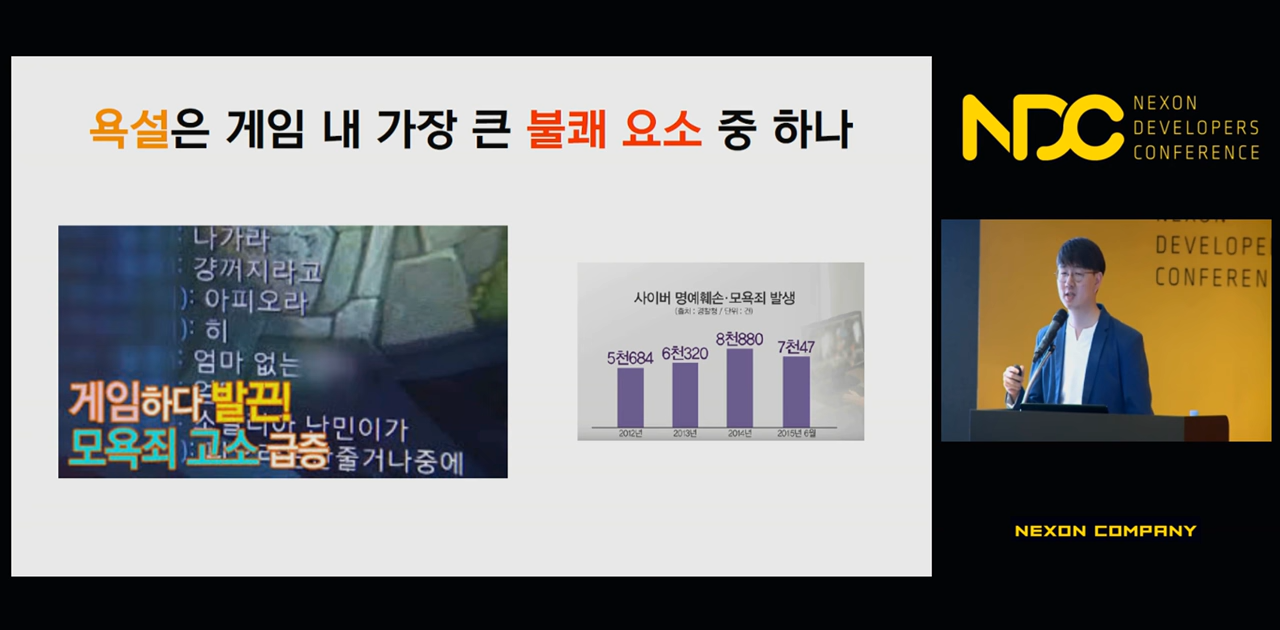 욕설은 게임 내 가장 큰 불쾌 요소 중 하나
: 나가라
: 걍꺼지라고
): 아피오라
): 히
: 엄마 없는
게임하다 발끈!
난민이가
모욕죄 고소 급증
줄거나중에
사이버 명예훼손·모욕죄 발생
(출처 : 경찰청 / 단위 : 건)
5천684 6천320 8천880 7천47
2012년 2013년 2014년 2015년 6월
NDC
NEXON
DEVELOPERS
CONFERENCE
NEXON
DEVELOPE
CONFEREN
NEXON COMPANY